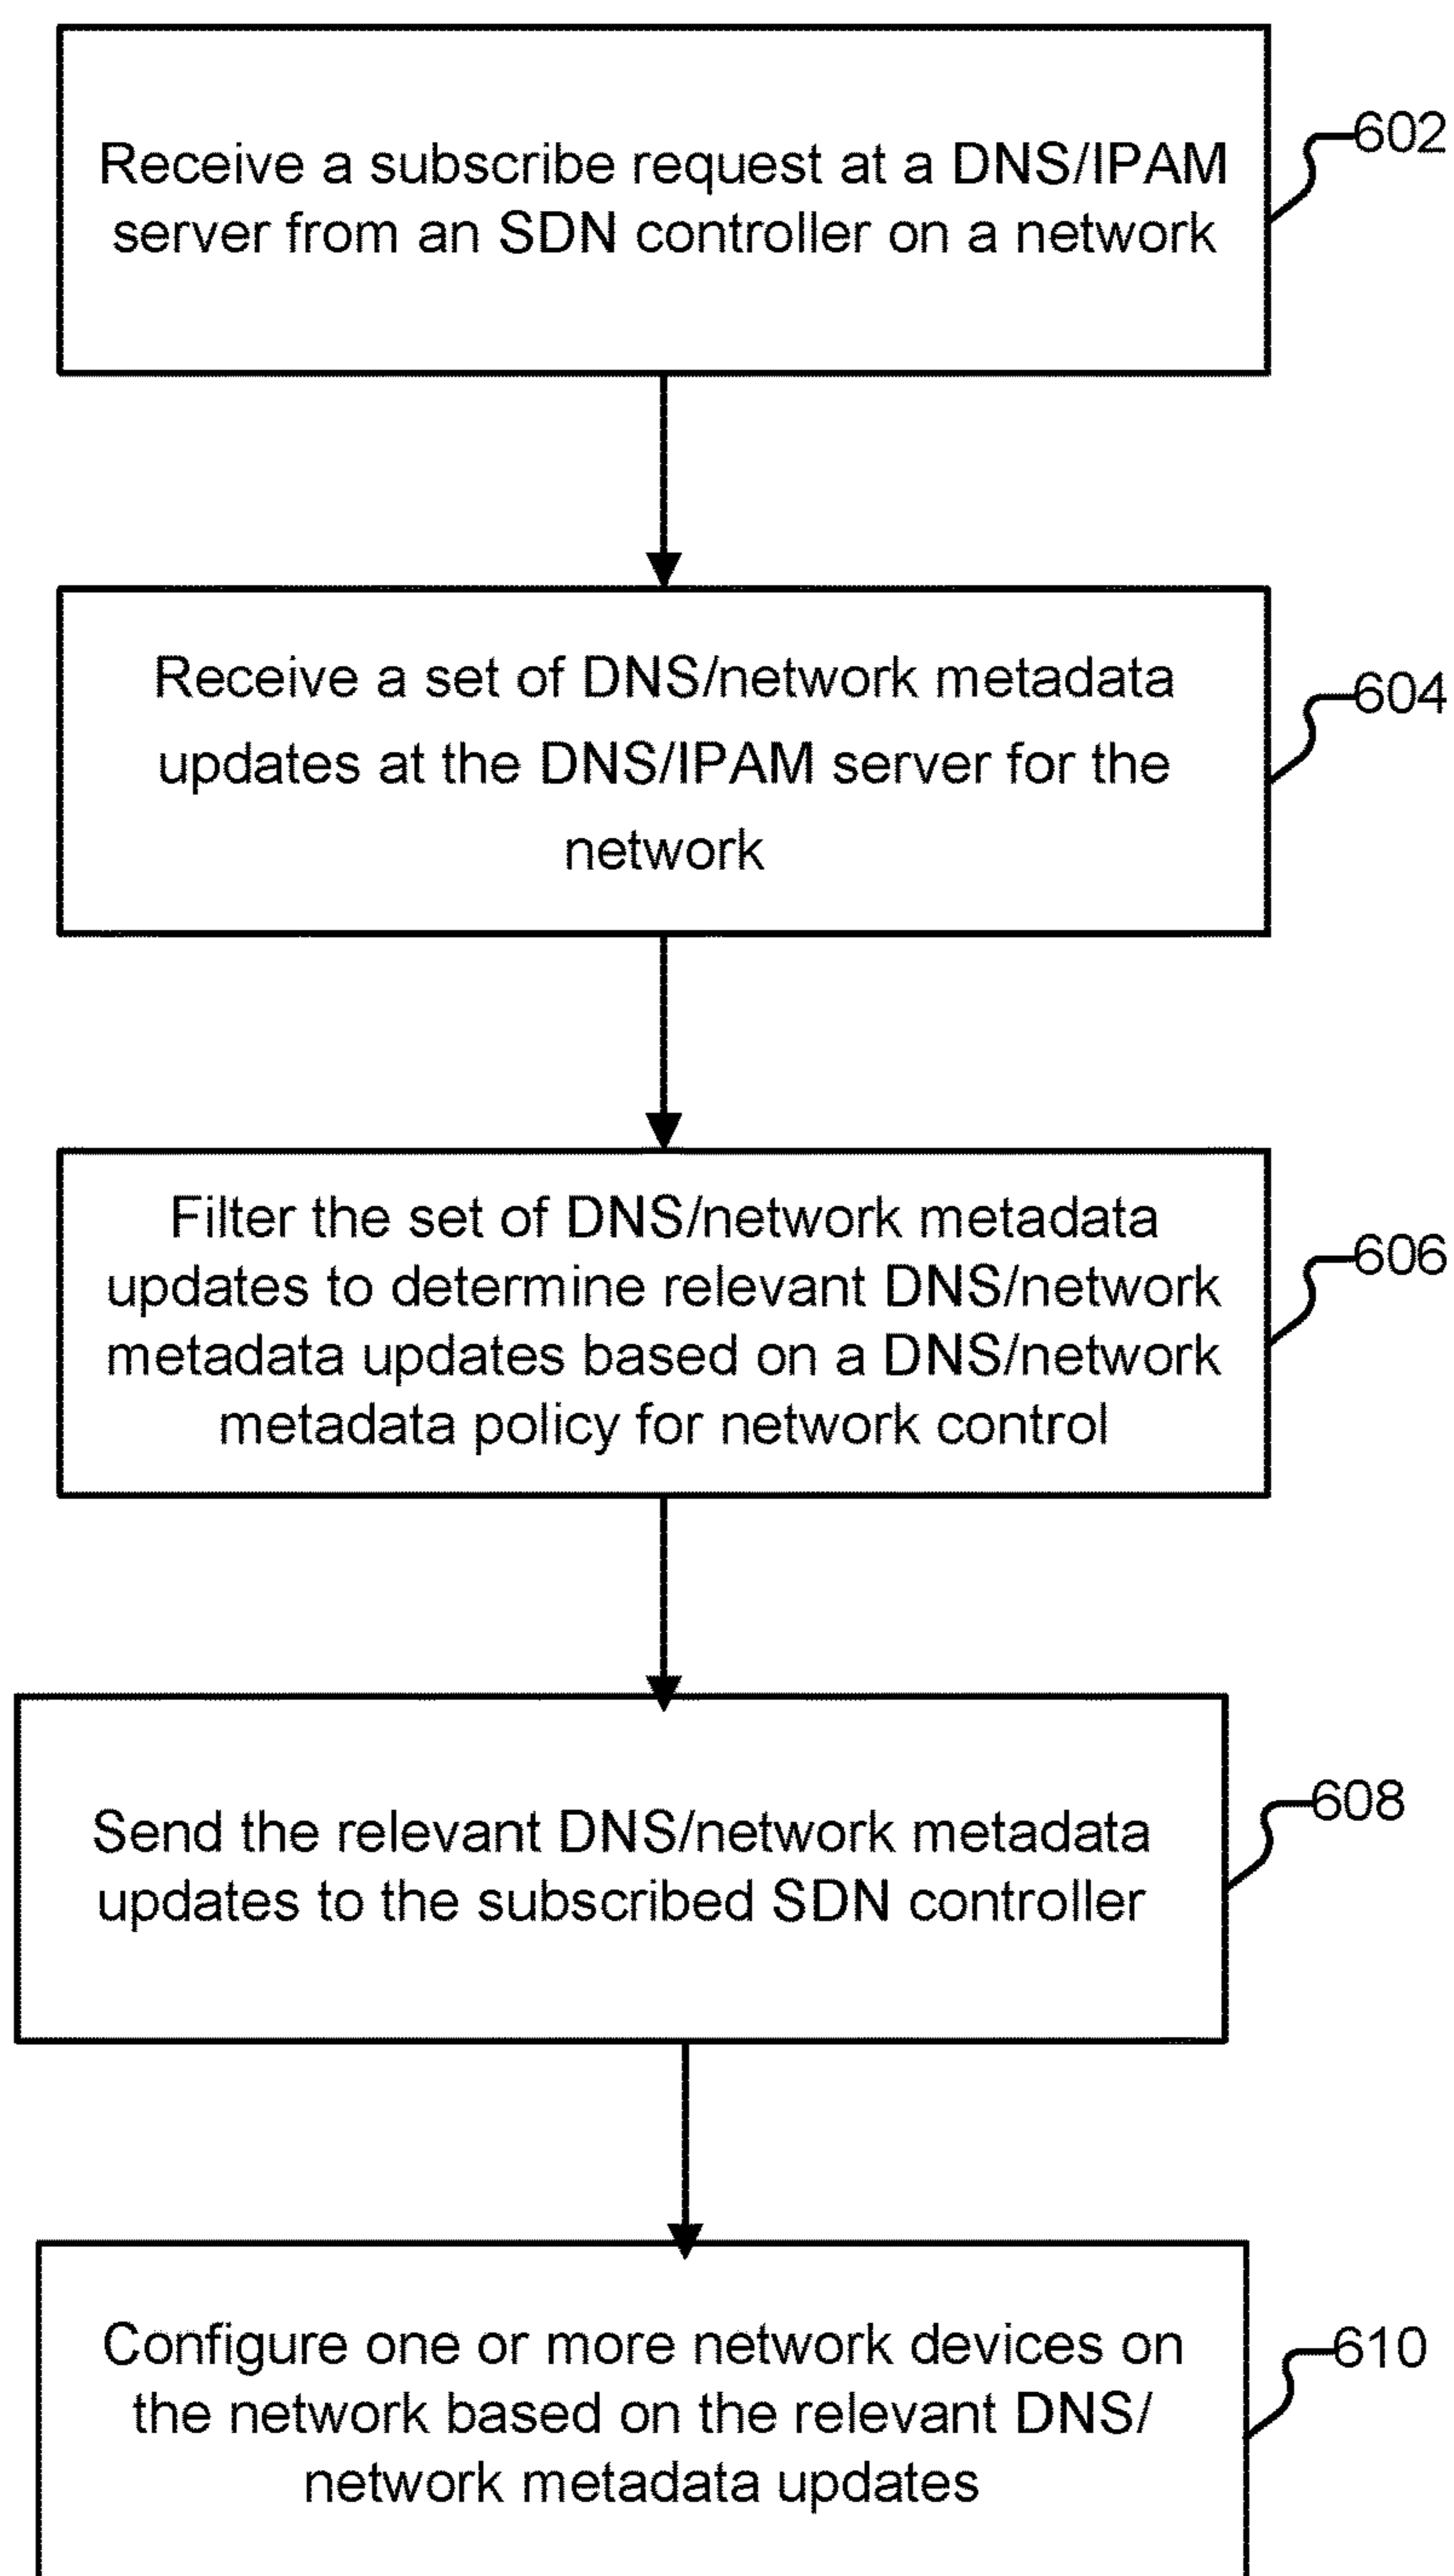 Receive a subscribe request at a DNS/IPAM
server from an SDN controller on a network
602
Receive a set of DNS/network metadata
updates at the DNS/IPAM server for the
network
604
Filter the set of DNS/network metadata
updates to determine relevant DNS/network
metadata updates based on a DNS/network
metadata policy for network control
606
Send the relevant DNS/network metadata
updates to the subscribed SDN controller
608
Configure one or more network devices on
the network based on the relevant DNS/
network metadata updates
610